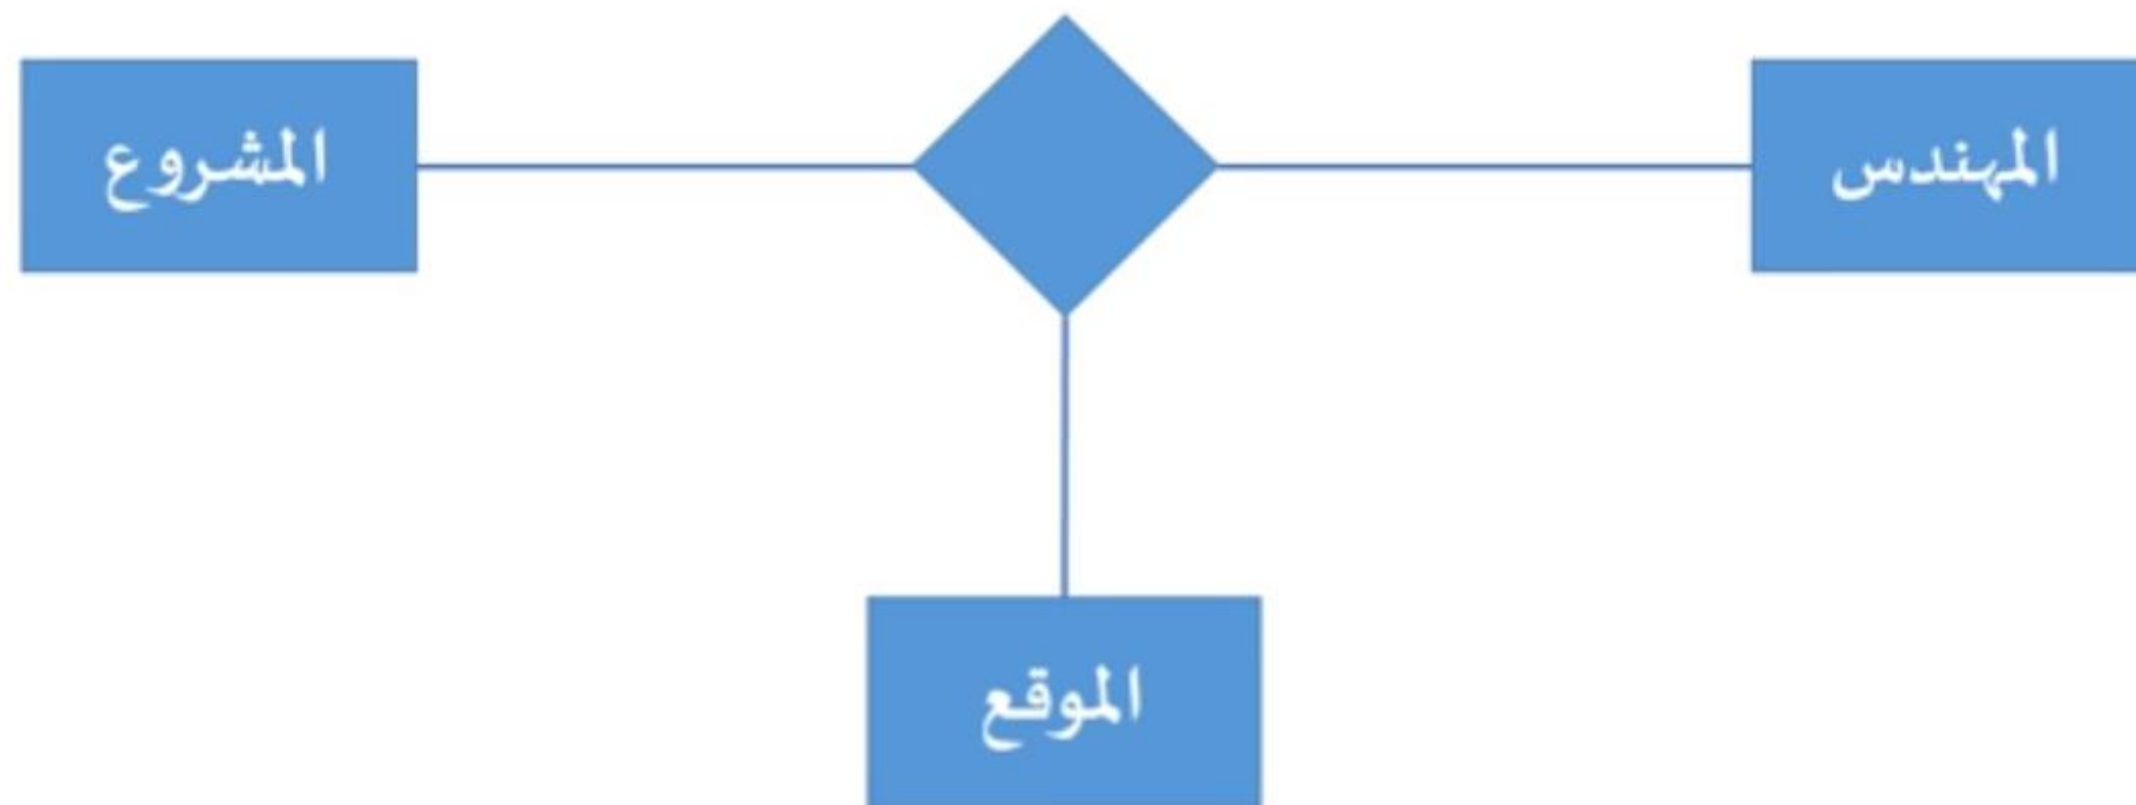 المهندس
المشروع
الموقع